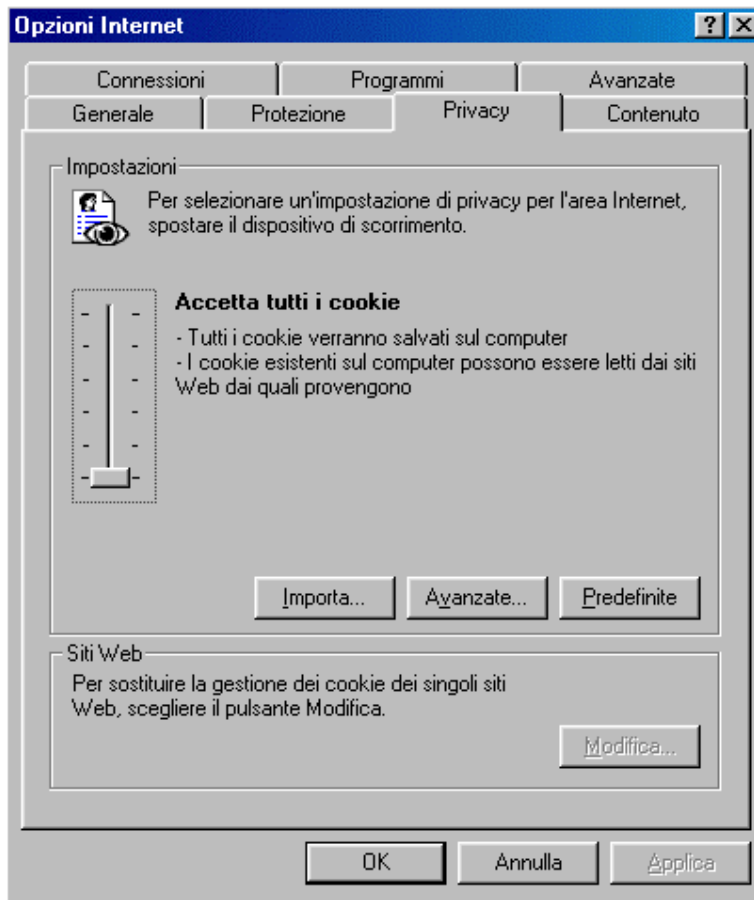 Opzioni Internet
Connessioni
Programmi
Avanzate
Generale
Protezione
Privacy
Contenuto
Impostazioni
Per selezionare un'impostazione di privacy per l'area Internet,
spostare il dispositivo di scorrimento.
Accetta tutti i cookie
- Tutti i cookie verranno salvati sul computer
- I cookie esistenti sul computer possono essere letti dai siti
Web dai quali provengono
Importa...
Avanzate...
Predefinite
Siti Web
Per sostituire la gestione dei cookie dei singoli siti
Web, scegliere il pulsante Modifica.
Modifica...
OK
Annulla
Applica